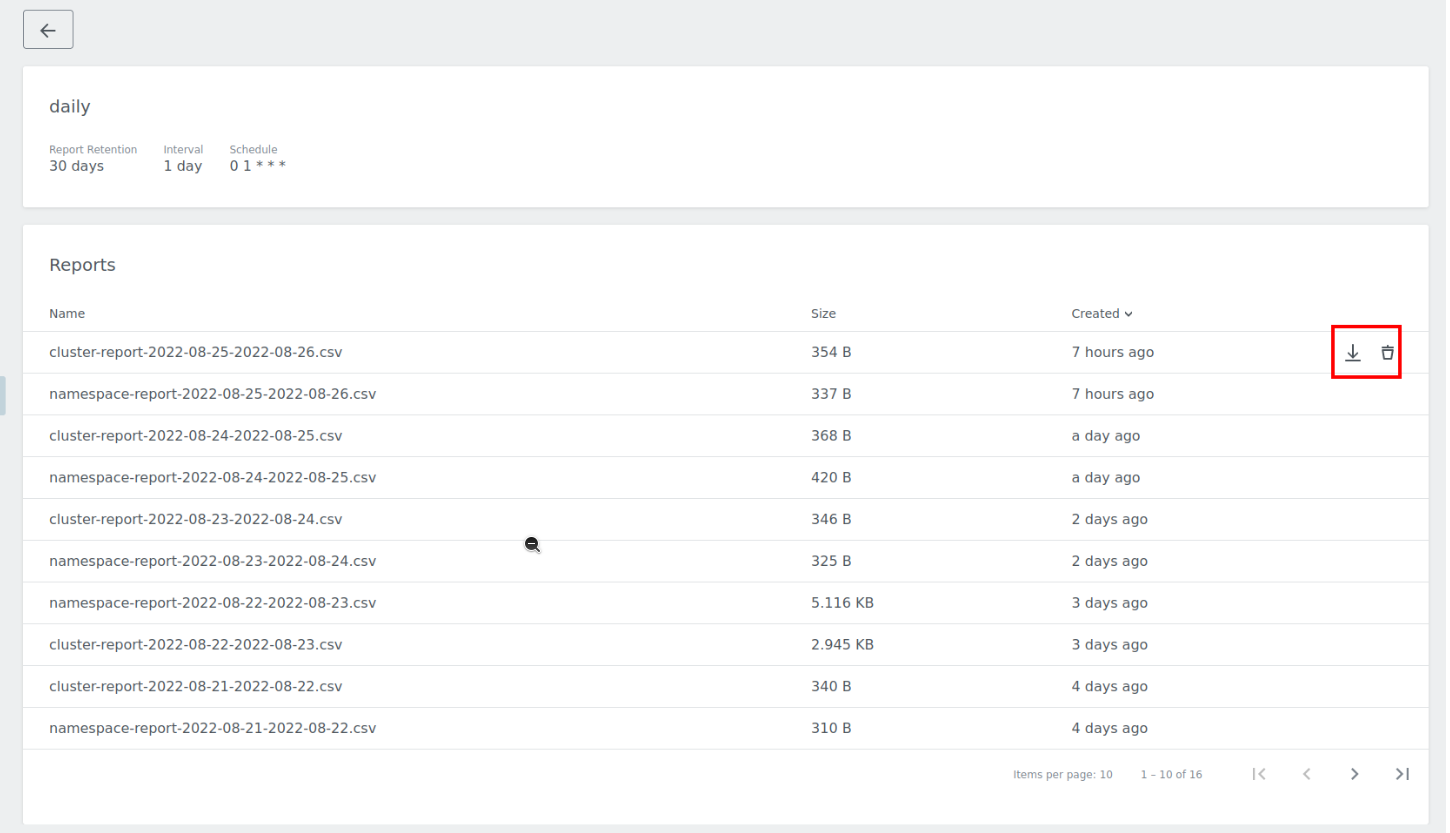 daily
Report Retention Interval Schedule
30 days 1 day 0 1 * * *
Reports
Name Size Created
cluster-report-2022-08-25-2022-08-26.csv 354 B 7 hours ago
namespace-report-2022-08-25-2022-08-26.csv 337 B 7 hours ago
cluster-report-2022-08-24-2022-08-25.csv 368 B a day ago
namespace-report-2022-08-24-2022-08-25.csv 420 B a day ago
cluster-report-2022-08-23-2022-08-24.csv 346 B 2 days ago
namespace-report-2022-08-23-2022-08-24.csv 325 B 2 days ago
namespace-report-2022-08-22-2022-08-23.csv 5.116 KB 3 days ago
cluster-report-2022-08-22-2022-08-23.csv 2.945 KB 3 days ago
cluster-report-2022-08-21-2022-08-22.csv 340 B 4 days ago
namespace-report-2022-08-21-2022-08-22.csv 310 B 4 days ago
Items per page: 10 1 – 10 of 16